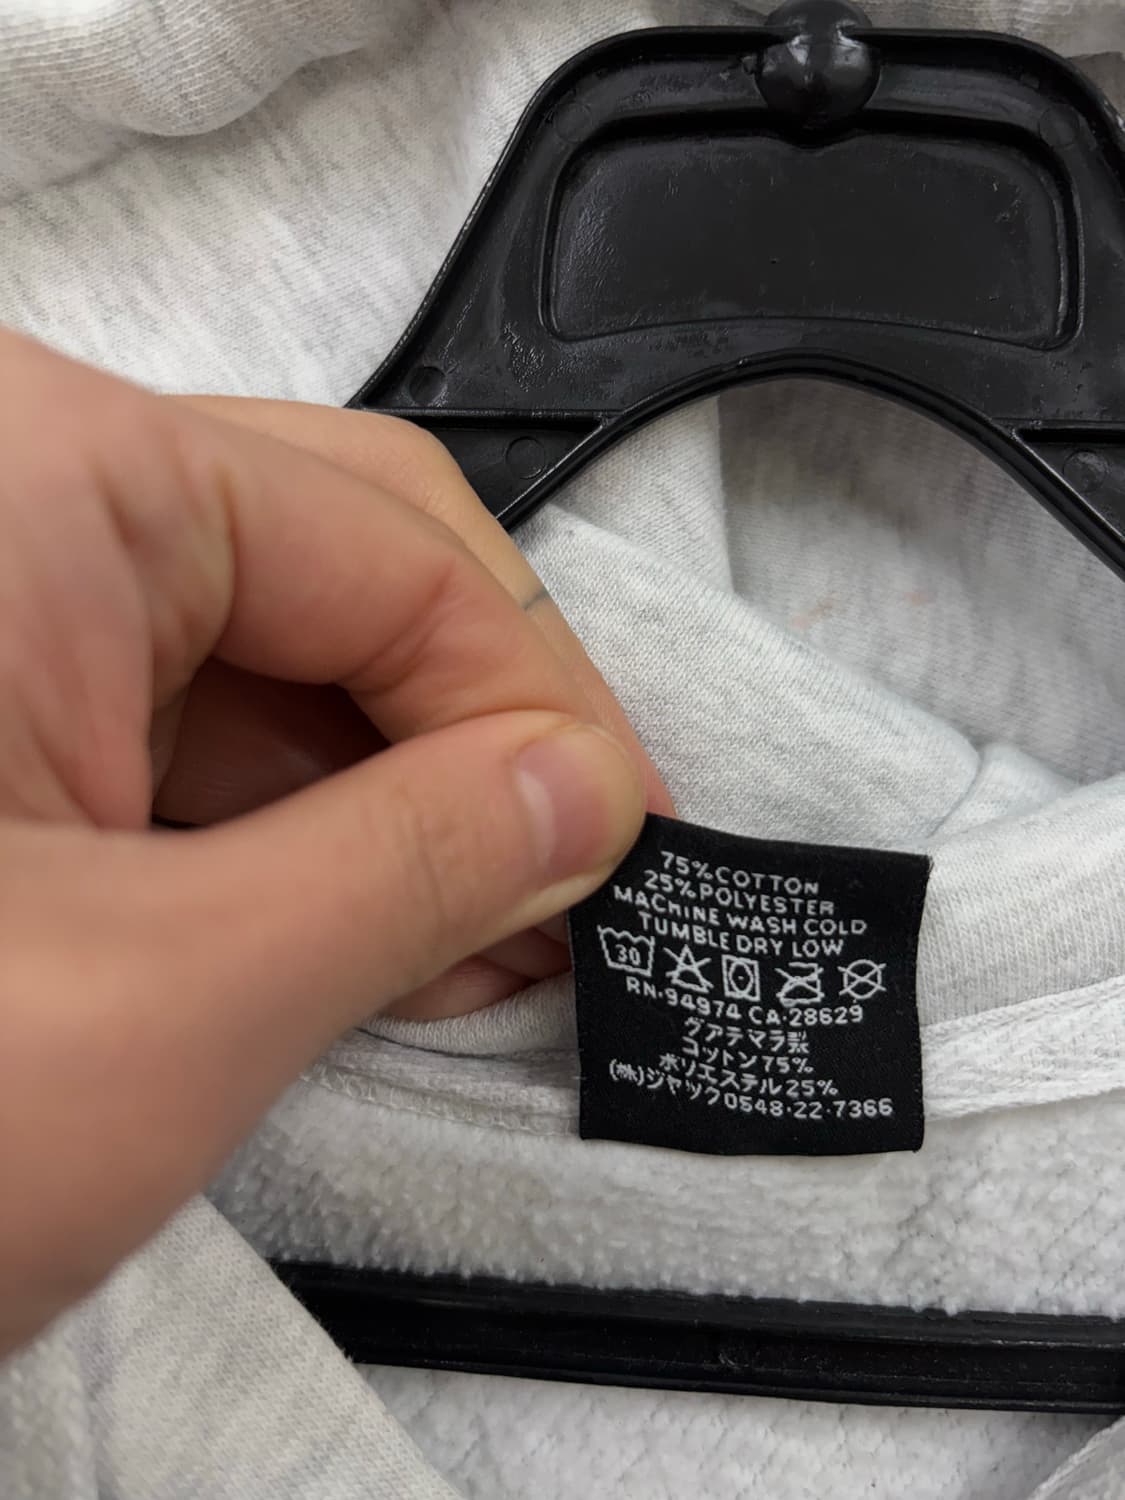 75%COTTON
25%POLYESTER
MACHINE WASH COLD
TUMBLE DRY LOW
30
RN·94974 CA·28629
グアテマラ製
コットン75%
ポリエステル25%
(株)ジャック0548·22·7366